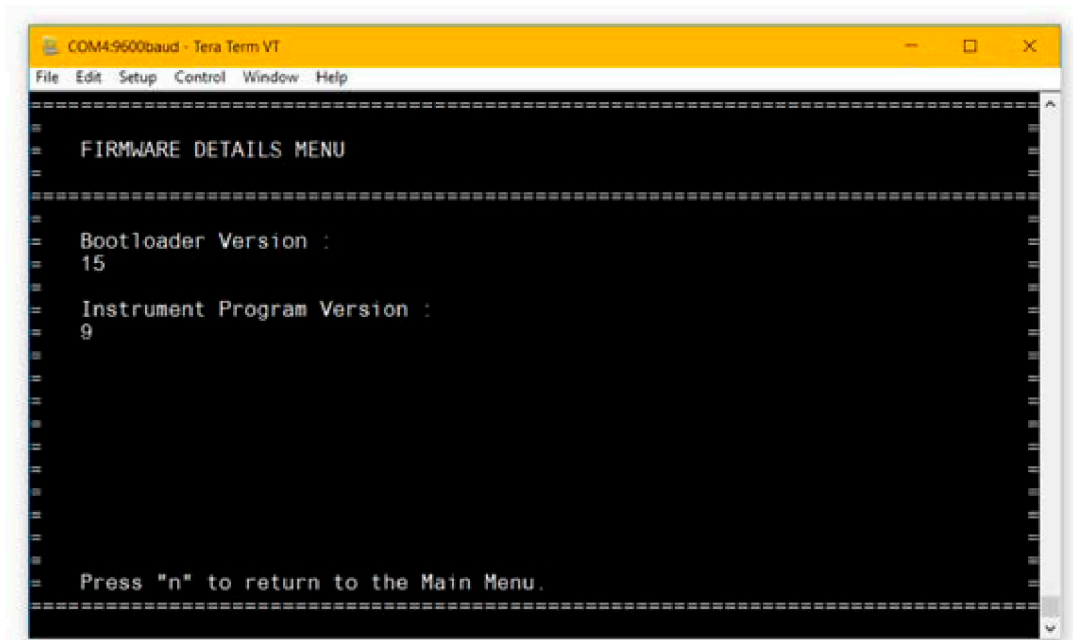 COM4:9600baud - Tera Term VT
File Edit Setup Control Window Help
================================================================================
= =
= FIRMWARE DETAILS MENU =
= =
================================================================================
= =
= Bootloader Version : =
= 15 =
= =
= Instrument Program Version : =
= 9 =
= =
= =
= =
= =
= =
= =
= =
= =
= =
= =
= Press "n" to return to the Main Menu. =
================================================================================